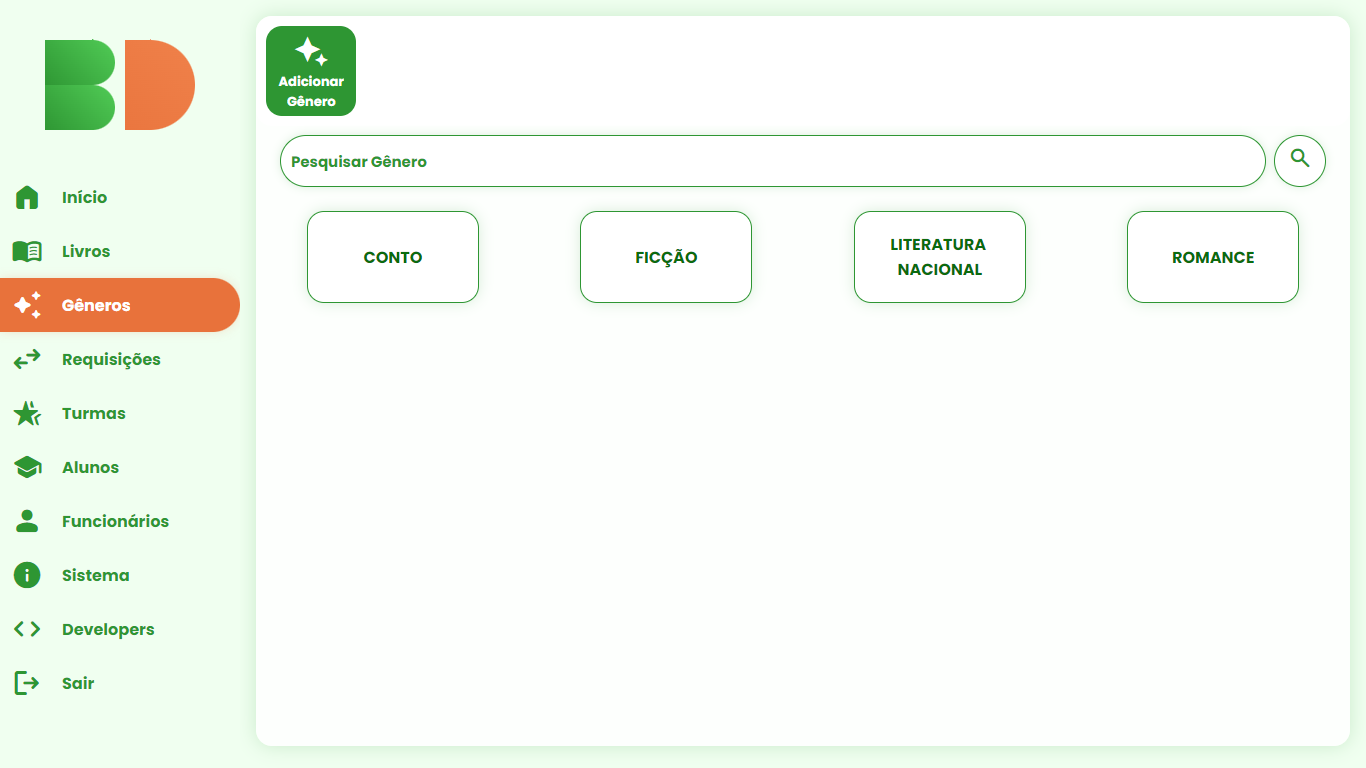 BD
Início
Livros
Gêneros
Requisições
Turmas
Alunos
Funcionários
Sistema
Developers
Sair
Adicionar
Gênero
Pesquisar Gênero
CONTO
FICÇÃO
LITERATURA
NACIONAL
ROMANCE